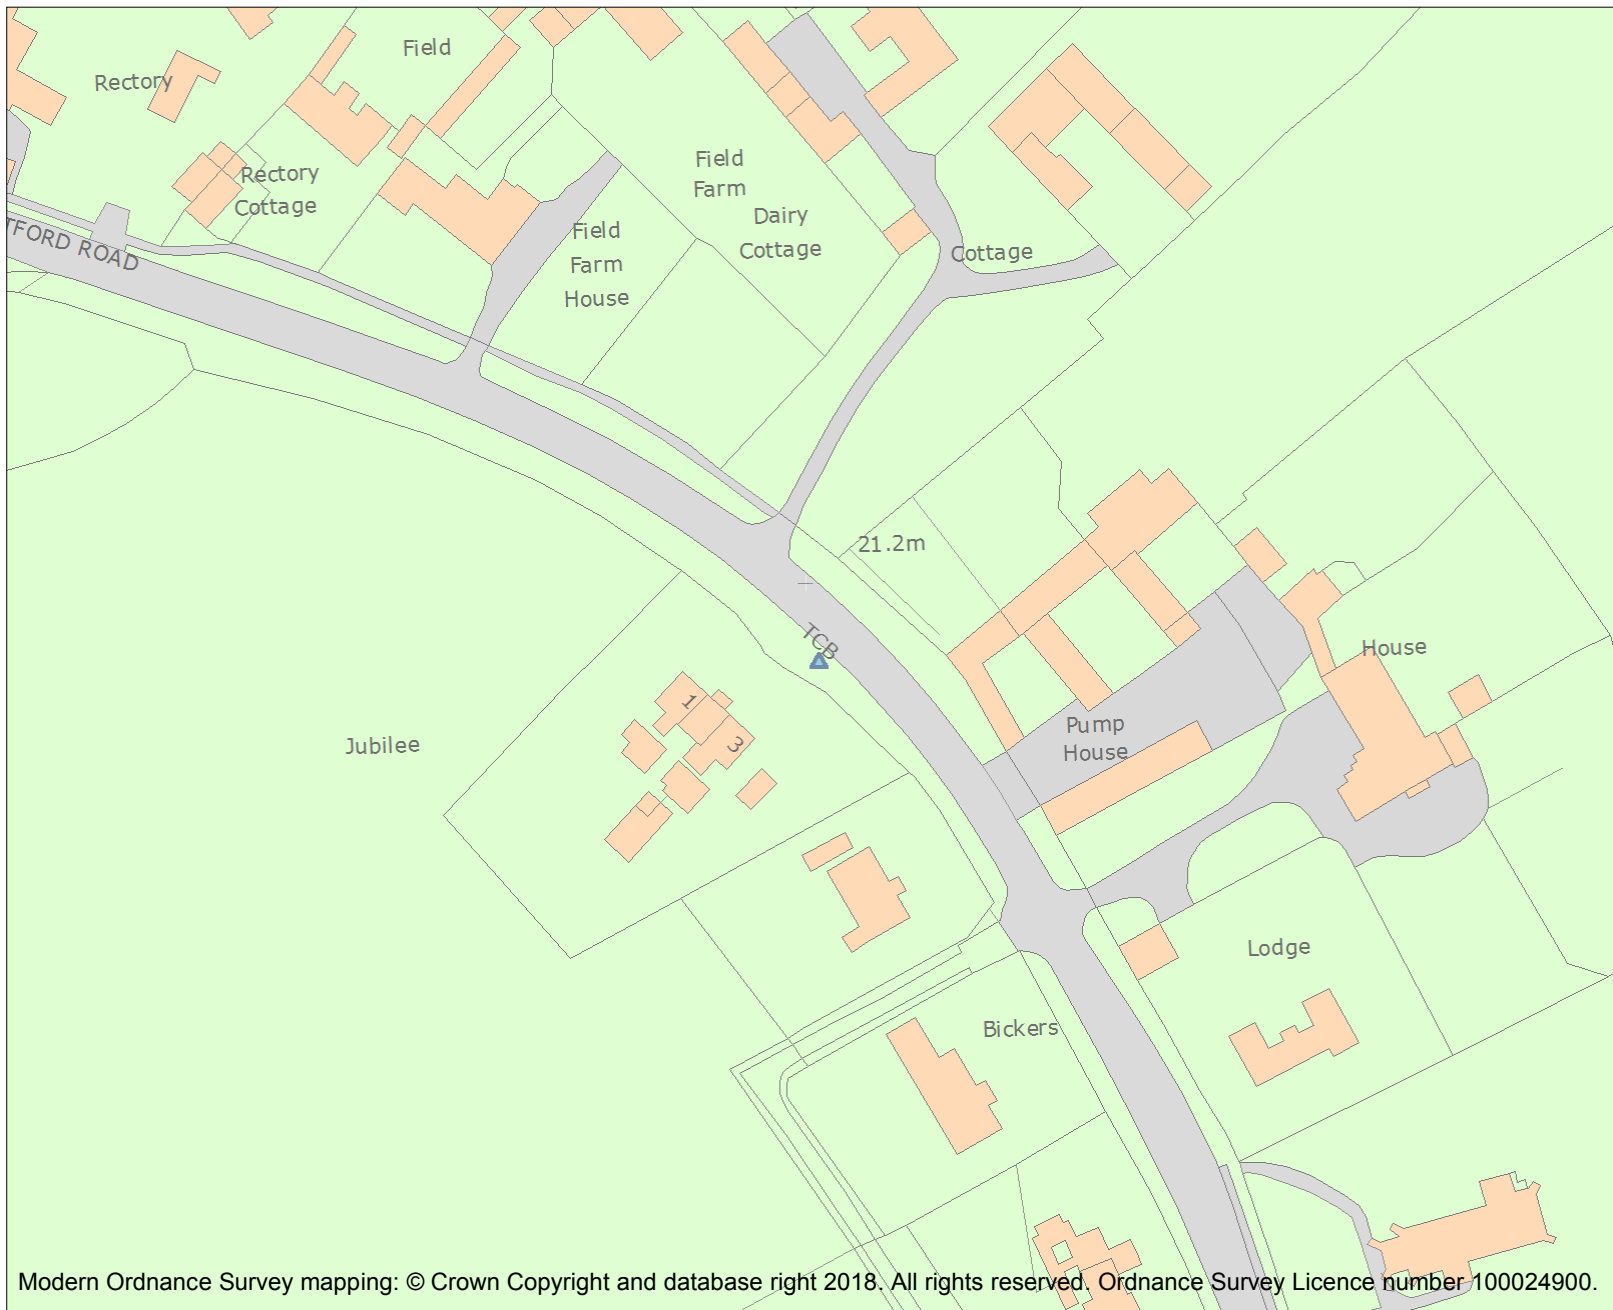 Field
Rectory
Field
Farm
Rectory
Cottage
Dairy
Cottage
Field
Farm
House
TFORD ROAD
Cottage
21.2m
TCB
House
1
3
Jubilee
Pump
House
Lodge
Bickers
Modern Ordnance Survey mapping: © Crown Copyright and database right 2018. All rights reserved. Ordnance Survey Licence number 100024900.